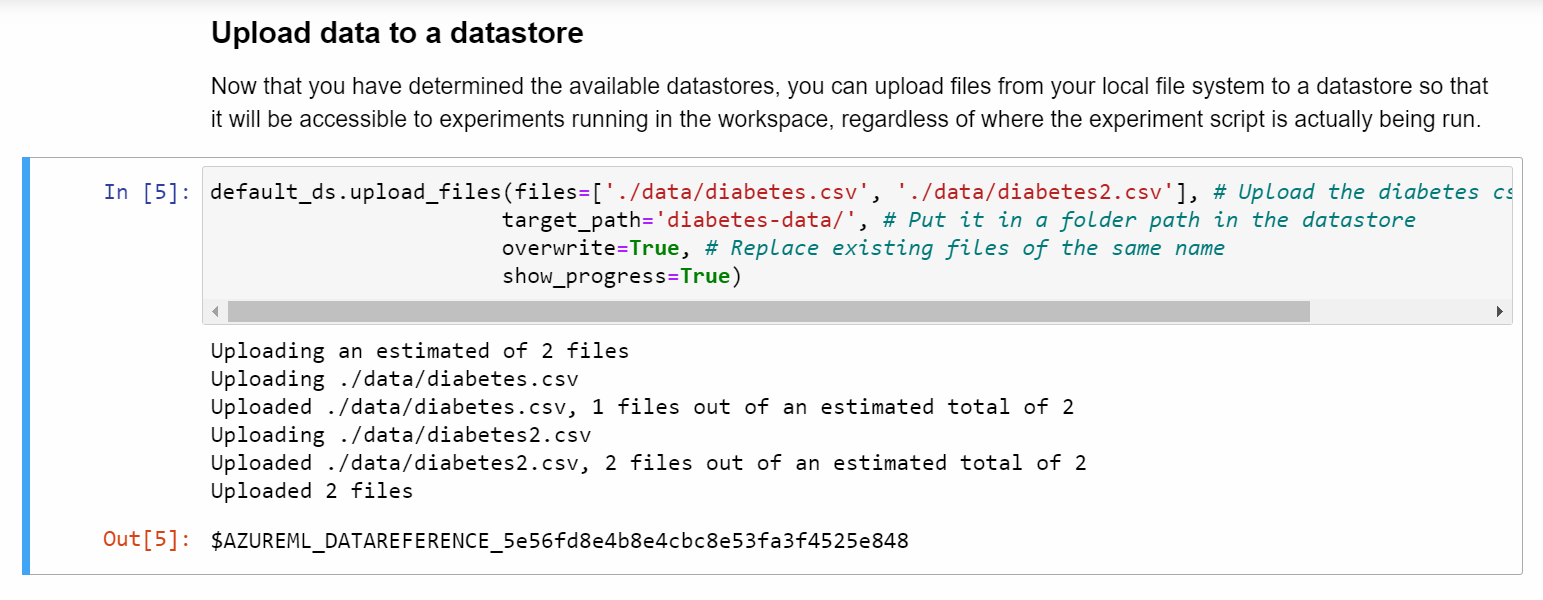 Upload data to a datastore
Now that you have determined the available datastores, you can upload files from your local file system to a datastore so that
it will be accessible to experiments running in the workspace, regardless of where the experiment script is actually being run.
In [5]: default_ds.upload_files(files=['./data/diabetes.csv', './data/diabetes2.csv'], # Upload the diabetes cs
target_path='diabetes-data/', # Put it in a folder path in the datastore
overwrite=True, # Replace existing files of the same name
show_progress=True)
Uploading an estimated of 2 files
Uploading ./data/diabetes.csv
Uploaded ./data/diabetes.csv, 1 files out of an estimated total of 2
Uploading ./data/diabetes2.csv
Uploaded ./data/diabetes2.csv, 2 files out of an estimated total of 2
Uploaded 2 files
Out[5]: $AZUREML_DATAREFERENCE_5e56fd8e4b8e4cbc8e53fa3f4525e848